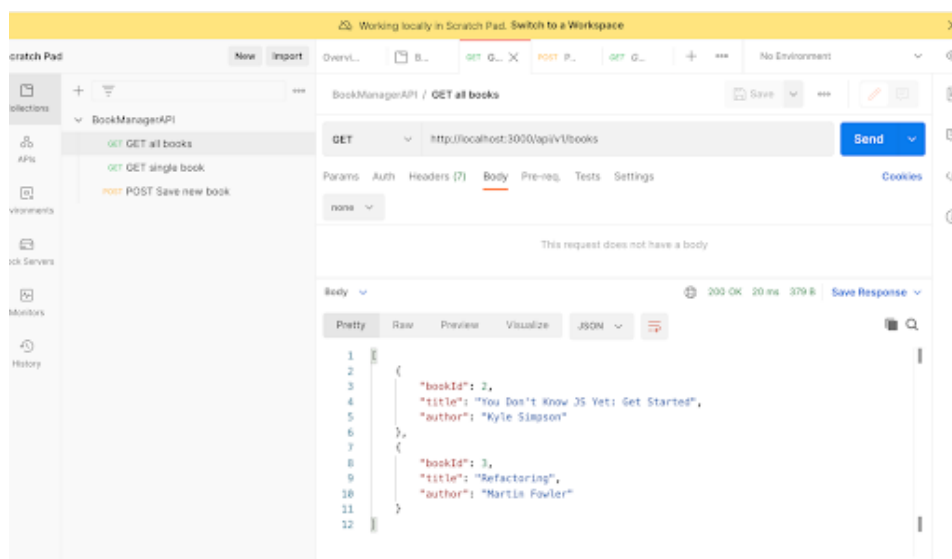 Working locally in Scratch Pad. Switch to a Workspace
cratch Pad
New Import
Overvi...
B...
GET G...
POST P...
GET G...
No Environment
ollections
APIs
vironments
ck Servers
Monitors
History
BookManagerAPI
GET GET all books
GET GET single book
POST POST Save new book
BookManagerAPI / GET all books
Save
GET http://localhost:3000/api/v1/books
Send
Params Auth Headers (7) Body Pre-req. Tests Settings
Cookies
none
This request does not have a body
Body
200 OK 20 ms 379 B Save Response
Pretty Raw Preview Visualize JSON
1 [
2 {
3 "bookId": 2,
4 "title": "You Don't Know JS Yet: Get Started",
5 "author": "Kyle Simpson"
6 },
7 {
8 "bookId": 3,
9 "title": "Refactoring",
10 "author": "Martin Fowler"
11 }
12 ]